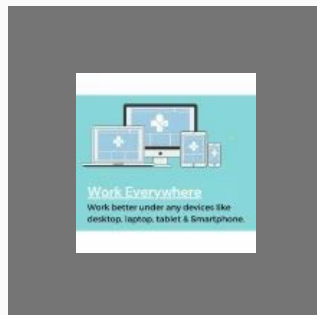 Work Everywhere
Work better under any devices like
desktop, laptop, tablet & Smartphone.